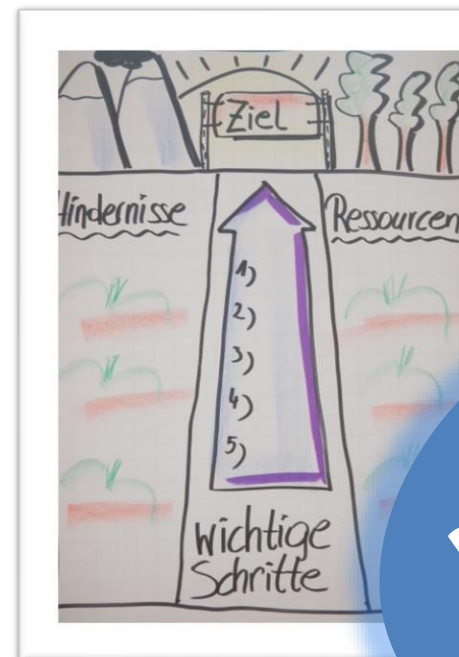 Ziel
Hindernisse
Ressourcen
1)
2)
3)
4)
5)
wichtige
Schritte